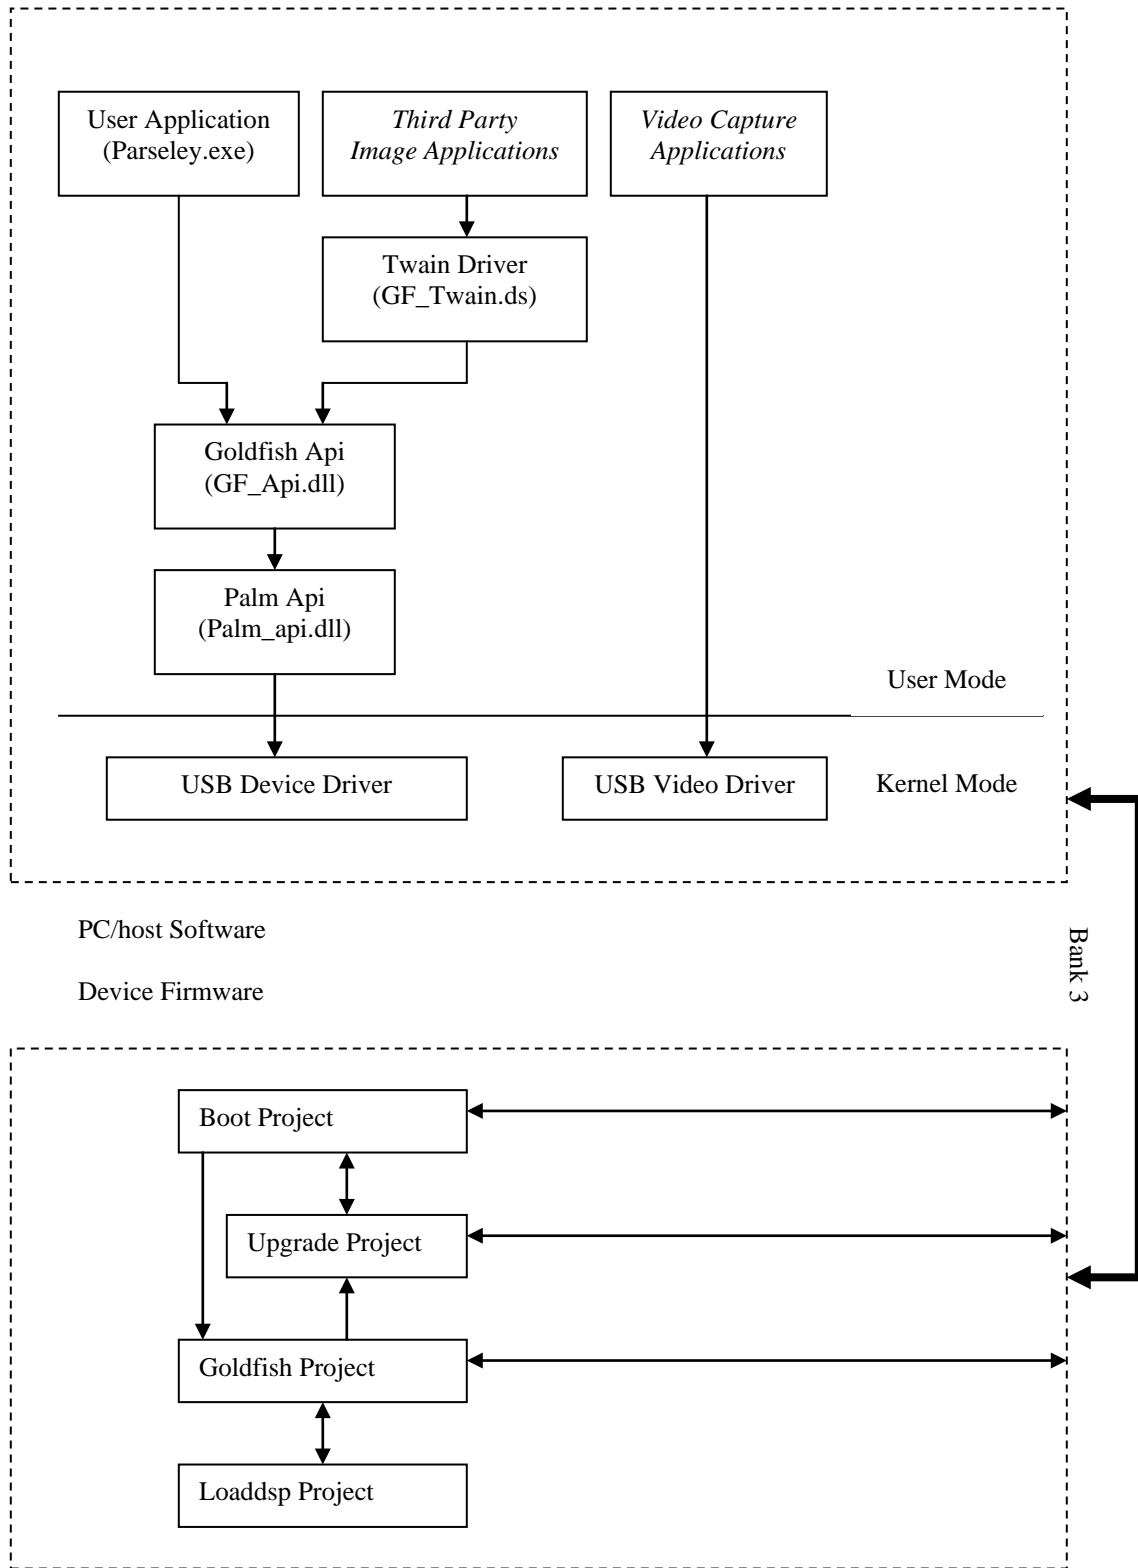 User Application
(Parseley.exe)
Third Party
Image Applications
Video Capture
Applications
Twain Driver
(GF_Twain.ds)
Goldfish Api
(GF_Api.dll)
Palm Api
(Palm_api.dll)
User Mode
USB Device Driver
USB Video Driver
Kernel Mode
PC/host Software
Bank 3
Device Firmware
Boot Project
Upgrade Project
Goldfish Project
Loaddsp Project